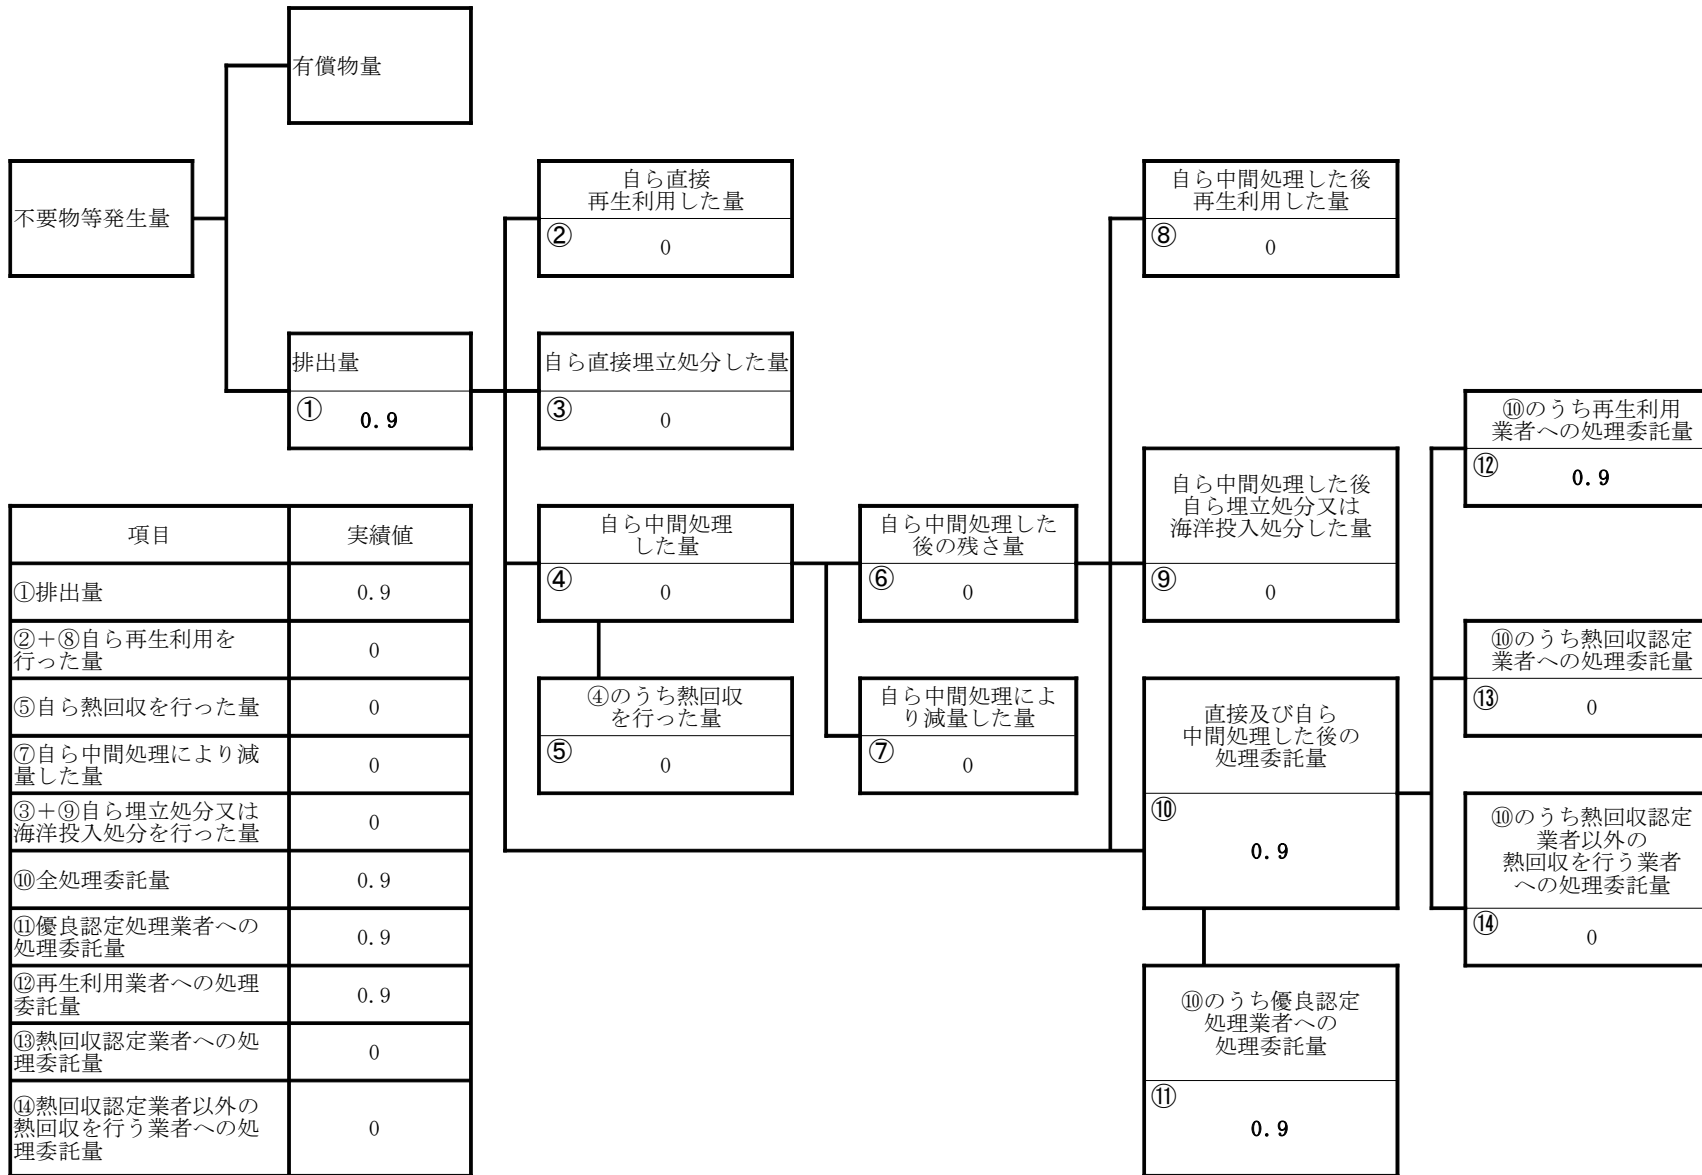 有償物量
不要物等発生量
自ら直接
再生利用した量
②
0
自ら中間処理した後
再生利用した量
⑧
0
排出量
①
0.9
自ら直接埋立処分した量
③
0
⑩のうち再生利用
業者への処理委託量
⑫
0.9
自ら中間処理
した量
④
0
自ら中間処理した
後の残さ量
⑥
0
自ら中間処理した後
自ら埋立処分又は
海洋投入処分した量
⑨
0
④のうち熱回収
を行った量
⑤
0
自ら中間処理によ
り減量した量
⑦
0
直接及び自ら
中間処理した後の
処理委託量
⑩
0.9
⑩のうち熱回収認定
業者への処理委託量
⑬
0
⑩のうち熱回収認定
業者以外の
熱回収を行う業者
への処理委託量
⑭
0
⑩のうち優良認定
処理業者への
処理委託量
⑪
0.9
項目 実績値
①排出量 0.9
②+⑧自ら再生利用を
行った量 0
⑤自ら熱回収を行った量 0
⑦自ら中間処理により減
量した量 0
③+⑨自ら埋立処分又は
海洋投入処分を行った量 0
⑩全処理委託量 0.9
⑪優良認定処理業者への
処理委託量 0.9
⑫再生利用業者への処理
委託量 0.9
⑬熱回収認定業者への処
理委託量 0
⑭熱回収認定業者以外の
熱回収を行う業者への処
理委託量 0